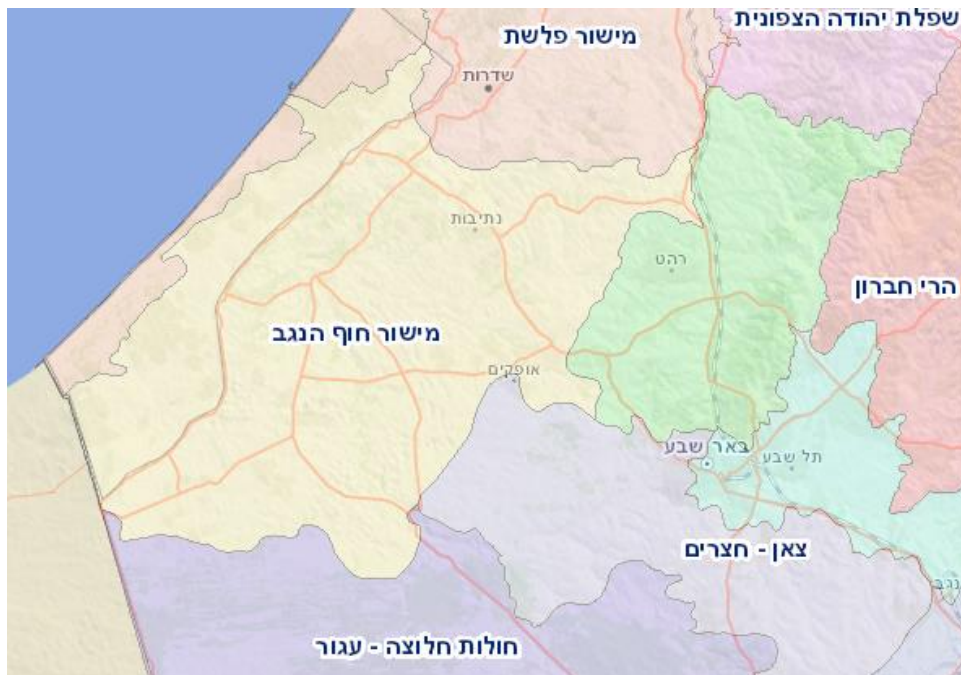 שפלת יהודה הצפונית
מישור פלשת
שדרות
נתיבות
רהט
הרי חברון
מישור חוף הנגב
אופקים
באר שבע
תל שבע
צאן - חצרים
נגב
חולות חלוצה - עגור